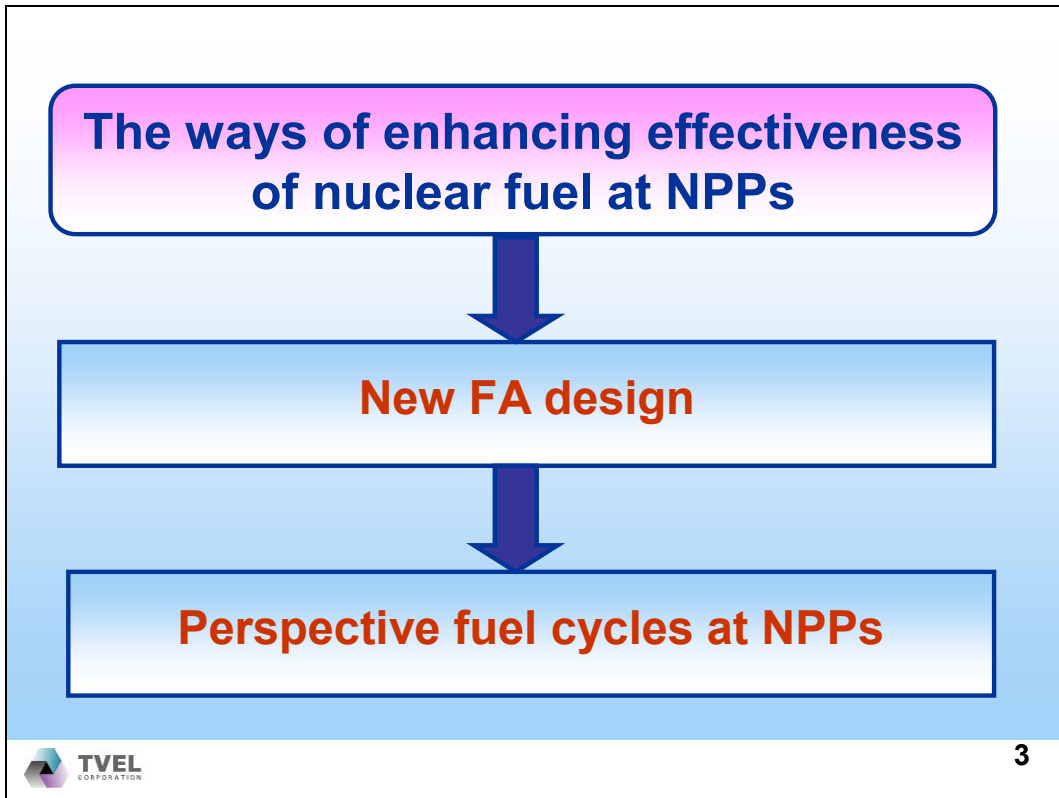 The ways of enhancing effectiveness
of nuclear fuel at NPPs
New FA design
Perspective fuel cycles at NPPs
TVEL
CORPORATION
3